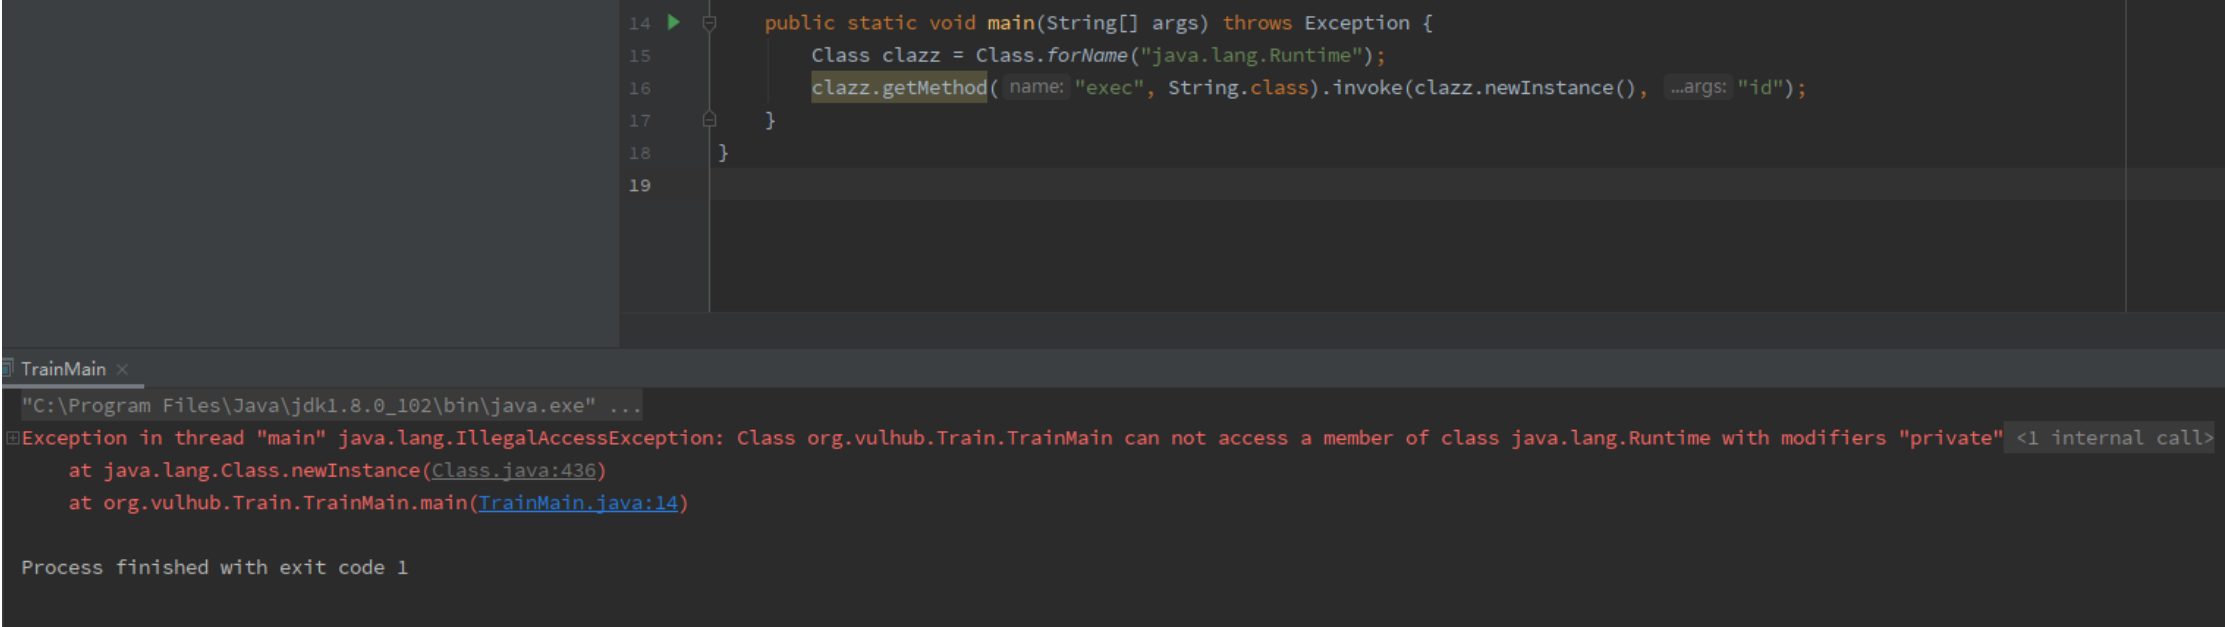 14 public static void main(String[] args) throws Exception {
15 Class clazz = Class.forName("java.lang.Runtime");
16 clazz.getMethod( name: "exec", String.class).invoke(clazz.newInstance(), ...args: "id");
17 }
18 }
19
TrainMain ×
"C:\Program Files\Java\jdk1.8.0_102\bin\java.exe" ...
Exception in thread "main" java.lang.IllegalAccessException: Class org.vulhub.Train.TrainMain can not access a member of class java.lang.Runtime with modifiers "private" <1 internal call>
at java.lang.Class.newInstance(Class.java:436)
at org.vulhub.Train.TrainMain.main(TrainMain.java:14)
Process finished with exit code 1